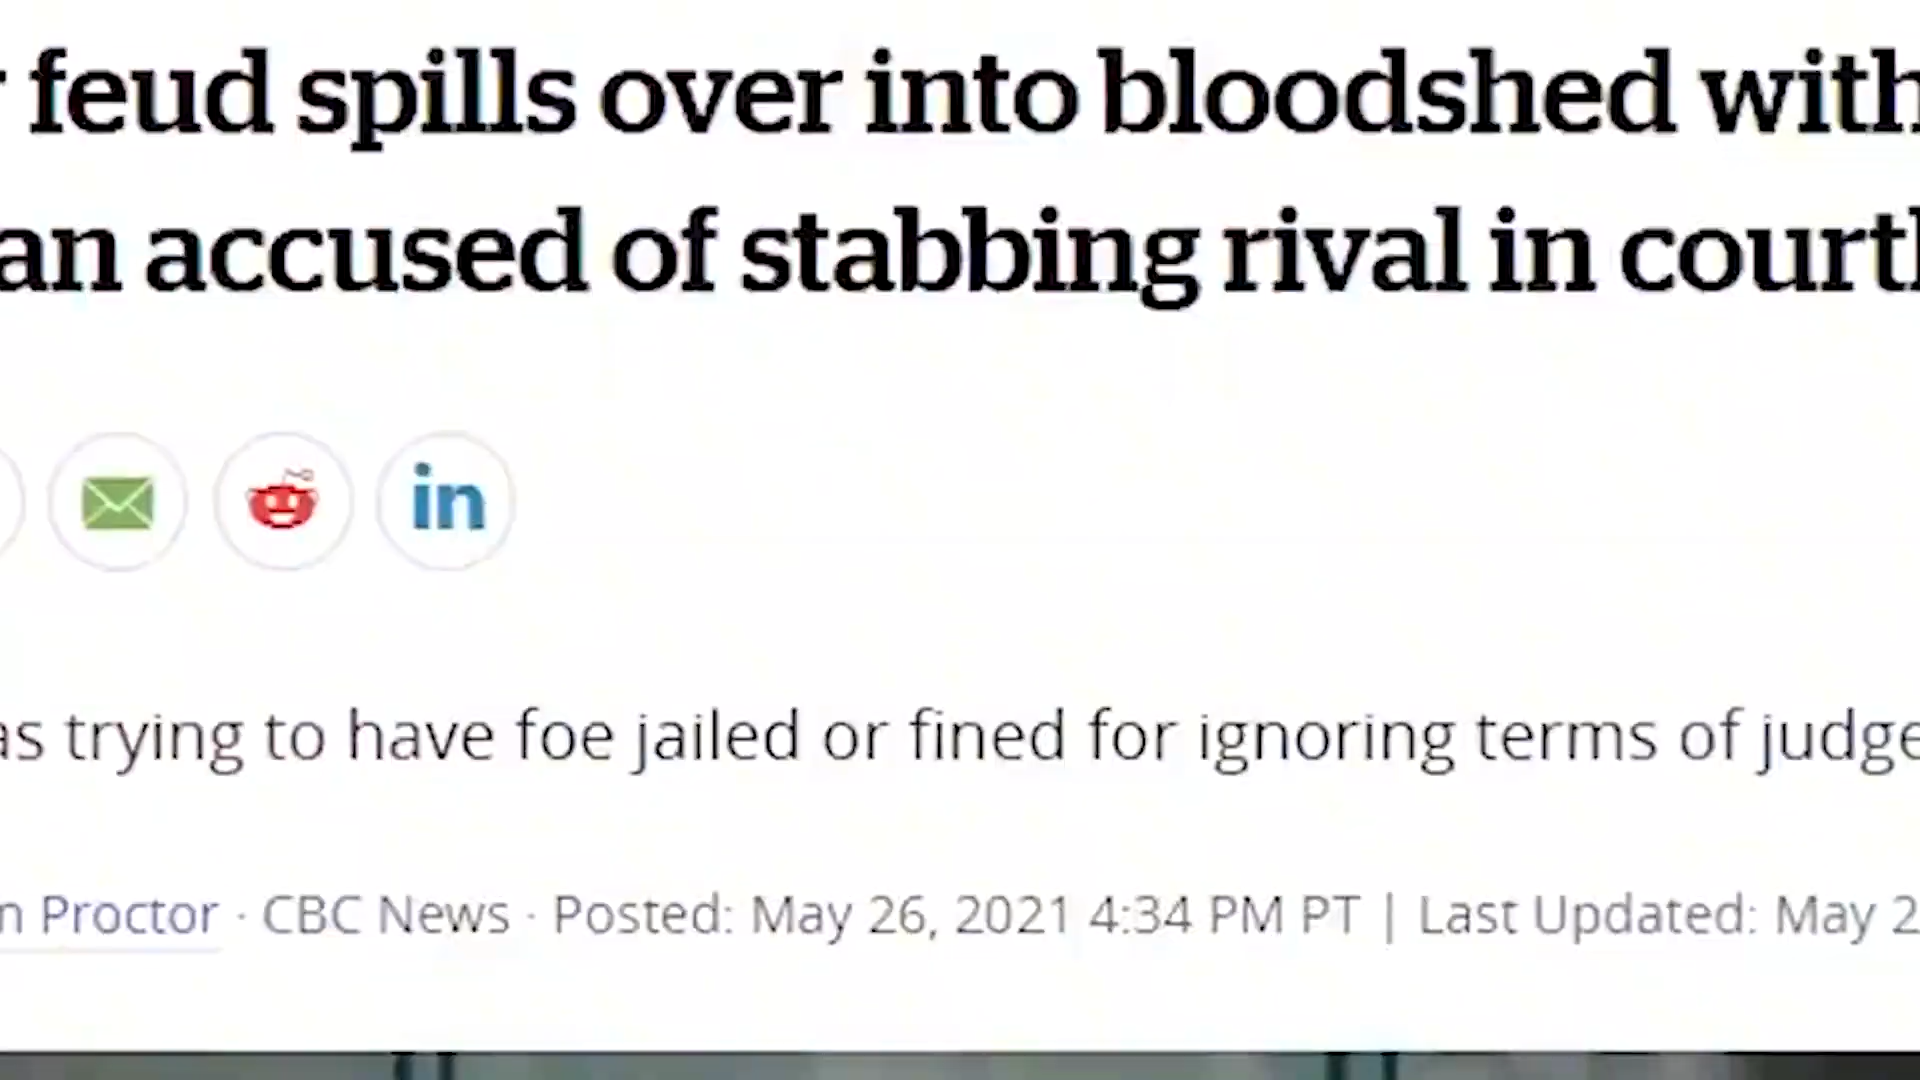 feud spills over into bloodshed with
an accused of stabbing rival in court
in
as trying to have foe jailed or fined for ignoring terms of judge
n Proctor · CBC News · Posted: May 26, 2021 4:34 PM PT | Last Updated: May 2